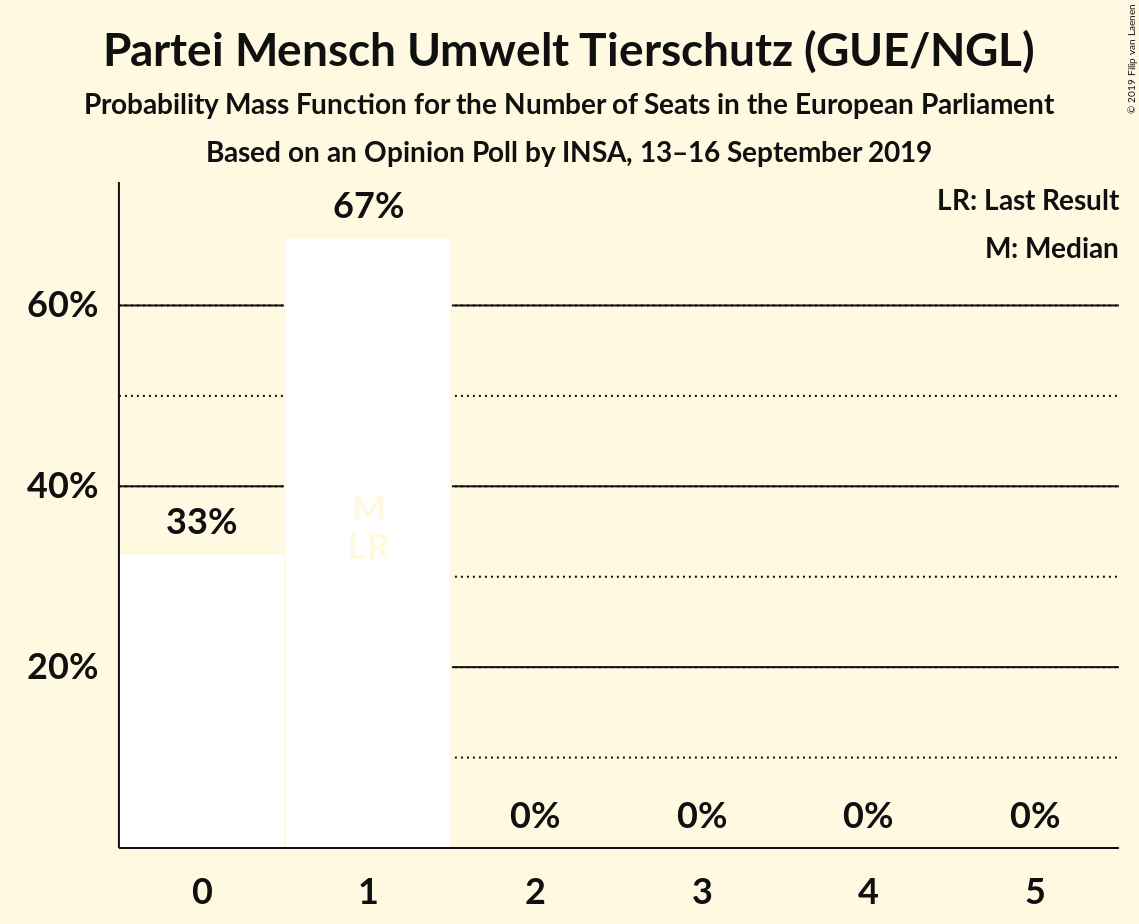 Partei Mensch Umwelt Tierschutz (GUE/NGL)
Probability Mass Function for the Number of Seats in the European Parliament
Based on an Opinion Poll by INSA, 13–16 September 2019
© 2019 Filip van Laenen
LR: Last Result
M: Median
67%
60%
40%
33%
M
LR
20%
0% 0% 0% 0%
0 1 2 3 4 5